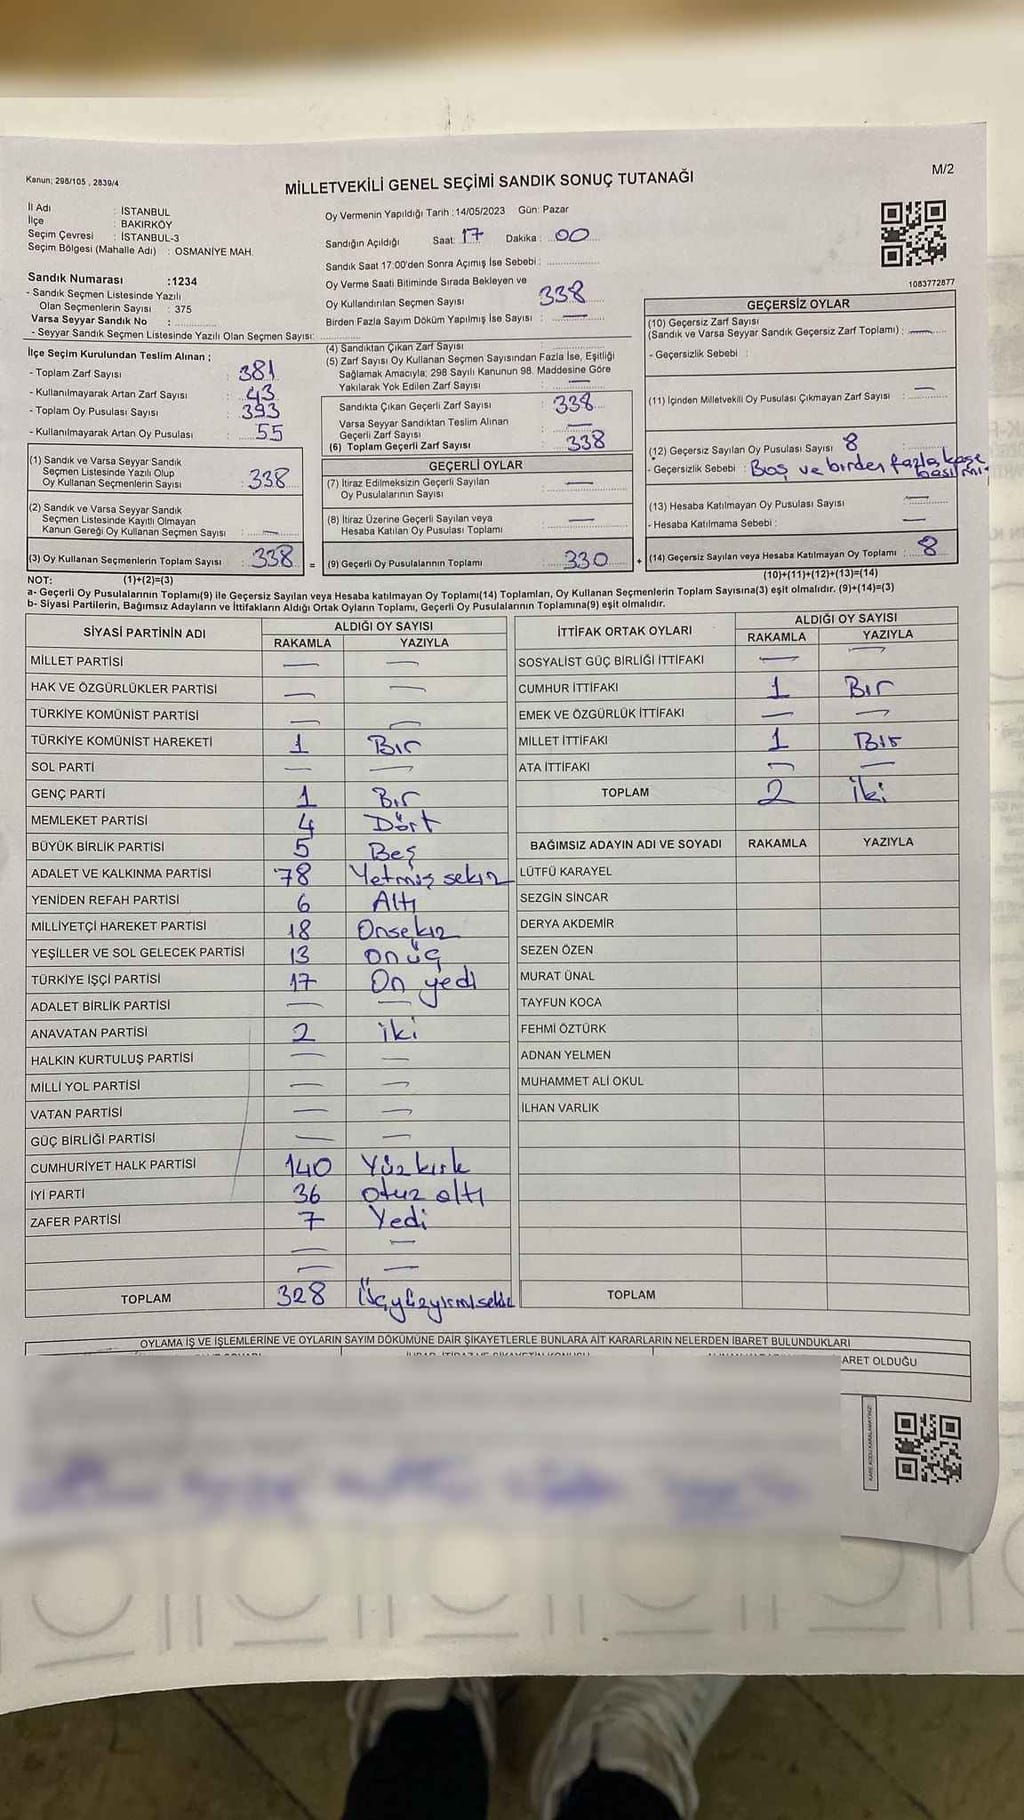 Kanun; 298/105 , 2839/4
MİLLETVEKİLİ GENEL SEÇİMİ SANDIK SONUÇ TUTANAĞI
M/2
İl Adı : İSTANBUL
İlçe : BAKIRKÖY
Seçim Çevresi : İSTANBUL-3
Seçim Bölgesi (Mahalle Adı) : OSMANİYE MAH.
Sandık Numarası :1234
- Sandık Seçmen Listesinde Yazılı
Olan Seçmenlerin Sayısı : 375
Varsa Seyyar Sandık No :
- Seyyar Sandık Seçmen Listesinde Yazılı Olan Seçmen Sayısı:
Oy Vermenin Yapıldığı Tarih :14/05/2023 Gün: Pazar
Sandığın Açıldığı Saat: 17 Dakika : 00
Sandık Saat 17:00'den Sonra Açımış İse Sebebi :
Oy Verme Saati Bitiminde Sırada Bekleyen ve
Oy Kullandırılan Seçmen Sayısı : 338
Birden Fazla Sayım Döküm Yapılmış İse Sayısı : —
1083772877
İlçe Seçim Kurulundan Teslim Alınan ;
- Toplam Zarf Sayısı : 381
- Kullanılmayarak Artan Zarf Sayısı : 43
- Toplam Oy Pusulası Sayısı : 393
- Kullanılmayarak Artan Oy Pusulası : 55
(1) Sandık ve Varsa Seyyar Sandık
Seçmen Listesinde Yazılı Olup
Oy Kullanan Seçmenlerin Sayısı : 338
(2) Sandık ve Varsa Seyyar Sandık
Seçmen Listesinde Kayıtlı Olmayan
Kanun Gereği Oy Kullanan Seçmen Sayısı : —
(3) Oy Kullanan Seçmenlerin Toplam Sayısı : 338
(4) Sandıktan Çıkan Zarf Sayısı :
(5) Zarf Sayısı Oy Kullanan Seçmen Sayısından Fazla İse, Eşitliği
Sağlamak Amacıyla; 298 Sayılı Kanunun 98. Maddesine Göre
Yakılarak Yok Edilen Zarf Sayısı : —
Sandıkta Çıkan Geçerli Zarf Sayısı : 338
Varsa Seyyar Sandıktan Teslim Alınan
Geçerli Zarf Sayısı : —
(6) Toplam Geçerli Zarf Sayısı : 338
GEÇERLİ OYLAR
(7) İtiraz Edilmeksizin Geçerli Sayılan
Oy Pusulalarının Sayısı : —
(8) İtiraz Üzerine Geçerli Sayılan veya
Hesaba Katılan Oy Pusulası Toplamı : —
= (9) Geçerli Oy Pusulalarının Toplamı : 330
GEÇERSİZ OYLAR
(10) Geçersiz Zarf Sayısı
(Sandık ve Varsa Seyyar Sandık Geçersiz Zarf Toplamı) : —
- Geçersizlik Sebebi :
(11) İçinden Milletvekili Oy Pusulası Çıkmayan Zarf Sayısı : —
(12) Geçersiz Sayılan Oy Pusulası Sayısı : 8
- Geçersizlik Sebebi : Boş ve birden fazla kaşe
(13) Hesaba Katılmayan Oy Pusulası Sayısı : —
- Hesaba Katılmama Sebebi : —
+ (14) Geçersiz Sayılan veya Hesaba Katılmayan Oy Toplamı : 8
NOT: (1)+(2)=(3)
(10)+(11)+(12)+(13)=(14)
a- Geçerli Oy Pusulalarının Toplamı(9) ile Geçersiz Sayılan veya Hesaba katılmayan Oy Toplamı(14) Toplamları, Oy Kullanan Seçmenlerin Toplam Sayısına(3) eşit olmalıdır. (9)+(14)=(3)
b- Siyasi Partilerin, Bağımsız Adayların ve İttifakların Aldığı Ortak Oyların Toplamı, Geçerli Oy Pusulalarının Toplamına(9) eşit olmalıdır.
SİYASİ PARTİNİN ADI
ALDIĞI OY SAYISI
RAKAMLA YAZIYLA
MİLLET PARTİSİ — —
HAK VE ÖZGÜRLÜKLER PARTİSİ — —
TÜRKİYE KOMÜNİST PARTİSİ — —
TÜRKİYE KOMÜNİST HAREKETİ 1 Bir
SOL PARTİ — —
GENÇ PARTİ 1 Bir
MEMLEKET PARTİSİ 4 Dört
BÜYÜK BİRLİK PARTİSİ 5 Beş
ADALET VE KALKINMA PARTİSİ 78 Yetmiş sekiz
YENİDEN REFAH PARTİSİ 6 Altı
MİLLİYETÇİ HAREKET PARTİSİ 18 Onsekiz
YEŞİLLER VE SOL GELECEK PARTİSİ 13 onüç
TÜRKİYE İŞÇİ PARTİSİ 17 On yedi
ADALET BİRLİK PARTİSİ — —
ANAVATAN PARTİSİ 2 iki
HALKIN KURTULUŞ PARTİSİ — —
MİLLİ YOL PARTİSİ — —
VATAN PARTİSİ — —
GÜÇ BİRLİĞİ PARTİSİ — —
CUMHURİYET HALK PARTİSİ 140 Yüz kırk
İYİ PARTİ 36 otuz altı
ZAFER PARTİSİ 7 Yedi
— —
— —
TOPLAM 328 Üçyüzyirmisekiz
İTTİFAK ORTAK OYLARI
ALDIĞI OY SAYISI
RAKAMLA YAZIYLA
SOSYALİST GÜÇ BİRLİĞİ İTTİFAKI — —
CUMHUR İTTİFAKI 1 Bir
EMEK VE ÖZGÜRLÜK İTTİFAKI — —
MİLLET İTTİFAKI 1 Bir
ATA İTTİFAKI — —
TOPLAM 2 iki
BAĞIMSIZ ADAYIN ADI VE SOYADI RAKAMLA YAZIYLA
LÜTFÜ KARAYEL
SEZGİN SİNCAR
DERYA AKDEMİR
SEZEN ÖZEN
MURAT ÜNAL
TAYFUN KOCA
FEHMİ ÖZTÜRK
ADNAN YELMEN
MUHAMMET ALİ OKUL
İLHAN VARLIK
TOPLAM
OYLAMA İŞ VE İŞLEMLERİNE VE OYLARIN SAYIM DÖKÜMÜNE DAİR ŞİKAYETLERLE BUNLARA AİT KARARLARIN NELERDEN İBARET BULUNDUKLARI
ARET OLDUĞU